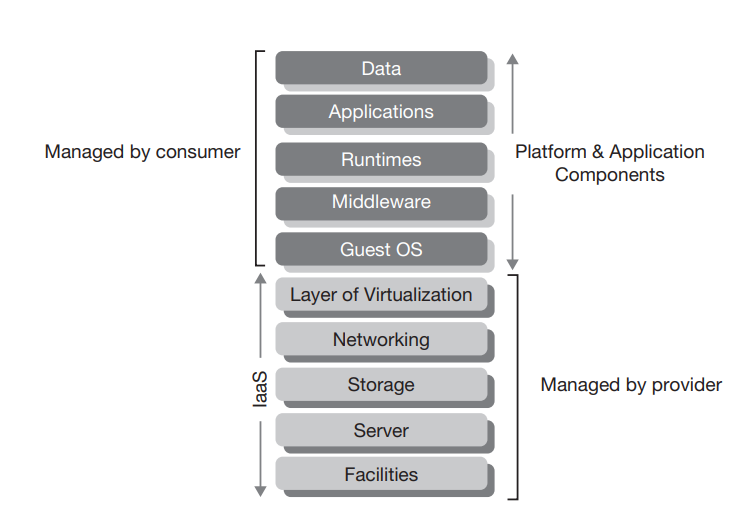 Data
Applications
Managed by consumer
Runtimes
Platform & Application
Components
Middleware
Guest OS
Layer of Virtualization
Networking
IaaS
Storage
Managed by provider
Server
Facilities